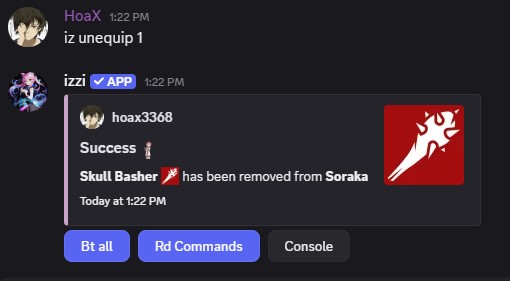 HoaX 1:22 PM
iz unequip 1
izzi ✓ APP 1:22 PM
hoax3368
Success
Skull Basher has been removed from Soraka
Today at 1:22 PM
Bt all Rd Commands Console